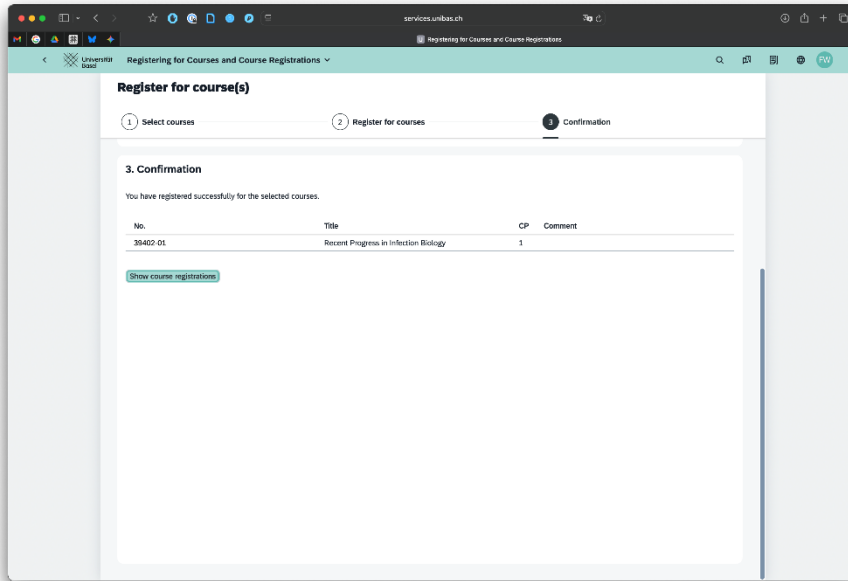 services.unibas.ch
Registering for Courses and Course Registrations
Universität
Basel
Registering for Courses and Course Registrations
FW
Register for course(s)
1 Select courses
2 Register for courses
3 Confirmation
3. Confirmation
You have registered successfully for the selected courses.
No. Title CP Comment
39402-01 Recent Progress in Infection Biology 1
Show course registrations